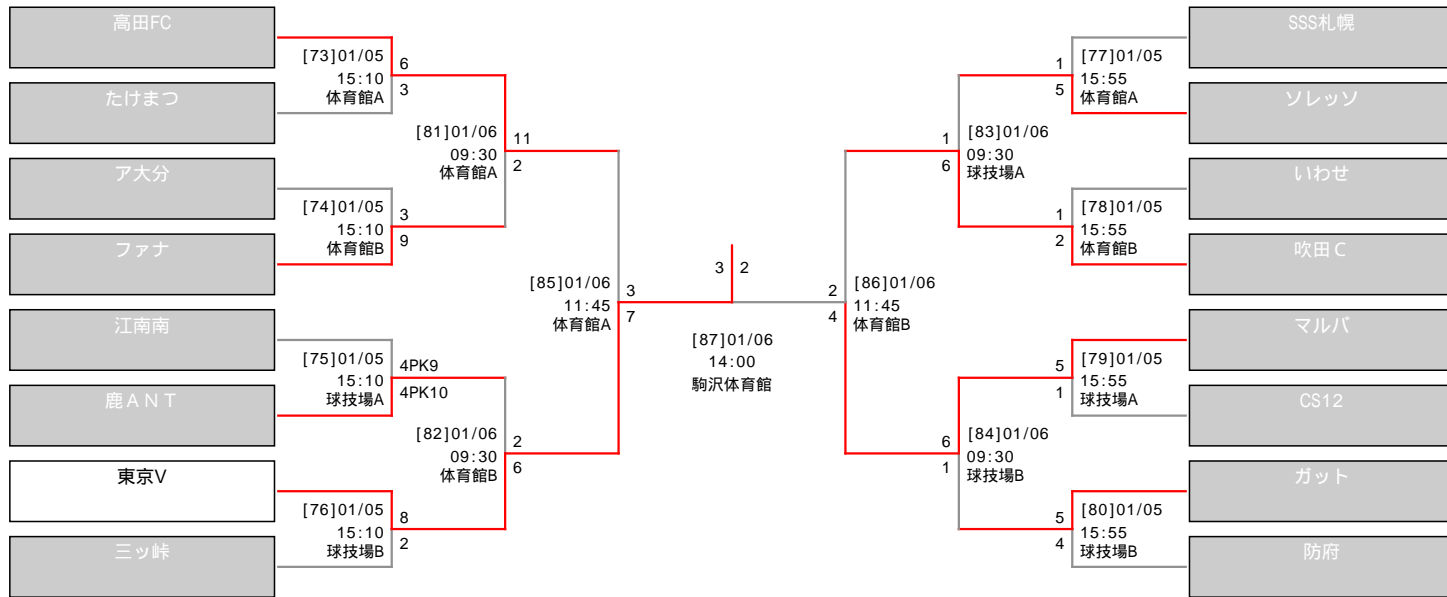 高田FC
[73]01/05
15:10
体育館A
6
3
たけまつ
[81]01/06
09:30
体育館A
11
2
ア大分
[74]01/05
15:10
体育館B
3
9
ファナ
[85]01/06
11:45
体育館A
3
7
江南南
[75]01/05
15:10
球技場A
4PK9
4PK10
鹿ＡＮＴ
[82]01/06
09:30
体育館B
2
6
東京V
[76]01/05
15:10
球技場B
8
2
三ッ峠
3
2
[87]01/06
14:00
駒沢体育館
SSS札幌
1
5
[77]01/05
15:55
体育館A
ソレッソ
1
6
[83]01/06
09:30
球技場A
いわせ
1
2
[78]01/05
15:55
体育館B
吹田Ｃ
2
4
[86]01/06
11:45
体育館B
マルバ
5
1
[79]01/05
15:55
球技場A
CS12
6
1
[84]01/06
09:30
球技場B
ガット
5
4
[80]01/05
15:55
球技場B
防府